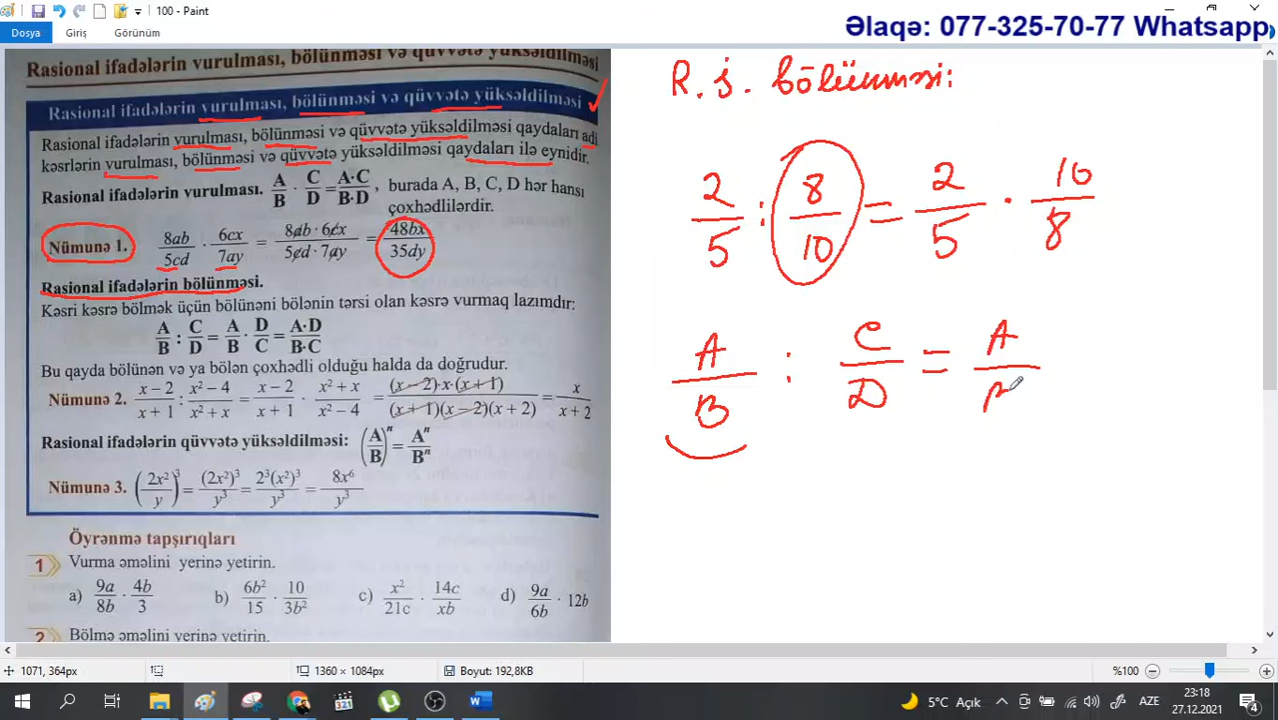 100 - Paint
Əlaqə: 077-325-70-77 Whatsapp
Dosya Giriş Görünüm
Rasional ifadələrin vurulması, bölünməsi və qüvvətə yüksəldilməsi
Rasional ifadələrin vurulması, bölünməsi və qüvvətə yüksəldilməsi
Rasional ifadələrin vurulması, bölünməsi və qüvvətə yüksəldilməsi qaydaları adi
kəsrlərin vurulması, bölünməsi və qüvvətə yüksəldilməsi qaydaları ilə eynidir.
Rasional ifadələrin vurulması. A/B · C/D = A·C/B·D, burada A, B, C, D hər hansı
çoxhədlilərdir.
Nümunə 1. 8ab/5cd · 6cx/7ay = 8ab · 6cx/5cd · 7ay = 48bx/35dy
Rasional ifadələrin bölünməsi.
Kəsri kəsrə bölmək üçün bölünəni bölənin tərsi olan kəsrə vurmaq lazımdır:
A/B : C/D = A/B · D/C = A·D/B·C
Bu qayda bölünən və ya bölən çoxhədli olduğu halda da doğrudur.
Nümunə 2. x − 2/x + 1 : x² − 4/x² + x = x − 2/x + 1 · x² + x/x² − 4 = (x − 2)·x·(x + 1)/(x + 1)(x − 2)(x + 2) = x/x + 2
Rasional ifadələrin qüvvətə yüksəldilməsi: (A/B)ⁿ = Aⁿ/Bⁿ
Nümunə 3. (2x²/y)³ = (2x²)³/y³ = 2³(x²)³/y³ = 8x⁶/y³
Öyrənmə tapşırıqları
1 Vurma əməlini yerinə yetirin.
a) 9a/8b · 4b/3 b) 6b²/15 · 10/3b² c) x²/21c · 14c/xb d) 9a/6b · 12b
2 Bölmə əməlini yerinə yetirin.
R. i. bölünməsi:
2/5 : 8/10 = 2/5 · 10/8
A/B : C/D = A/
1071, 364px 1360 × 1084px Boyut: 192,8KB %100
5°C Açık AZE 23:18
27.12.2021
4